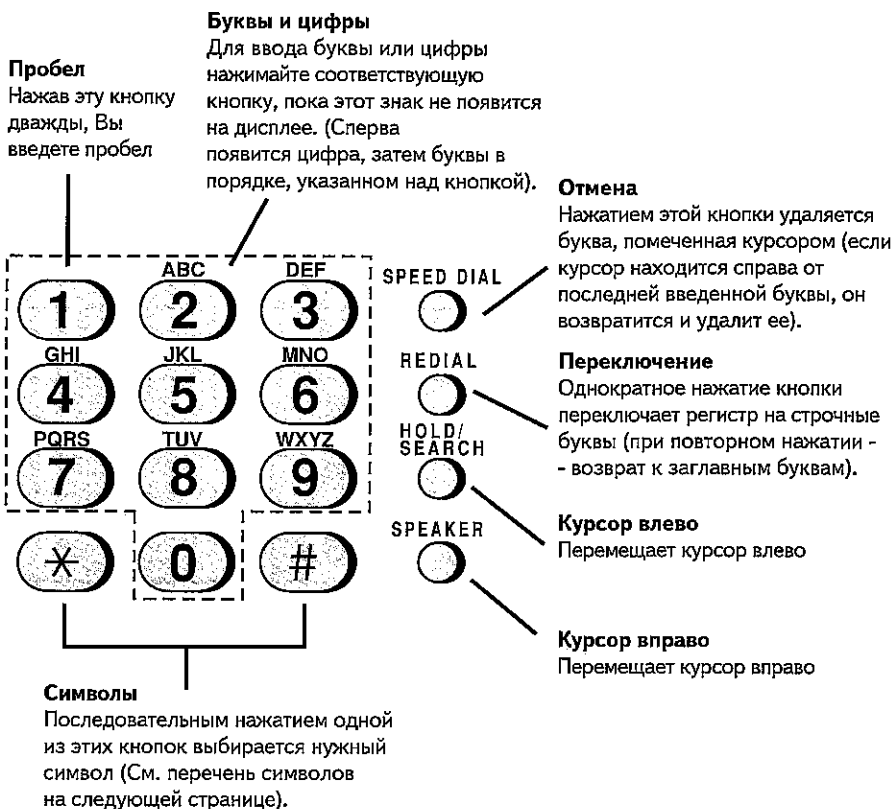 Буквы и цифры
Для ввода буквы или цифры
нажимайте соответствующую
кнопку, пока этот знак не появится
на дисплее. (Сперва
появится цифра, затем буквы в
порядке, указанном над кнопкой).
Пробел
Нажав эту кнопку
дважды, Вы
введете пробел
Отмена
Нажатием этой кнопки удаляется
буква, помеченная курсором (если
курсор находится справа от
последней введенной буквы, он
возвратится и удалит ее).
Переключение
Однократное нажатие кнопки
переключает регистр на строчные
буквы (при повторном нажатии -
- возврат к заглавным буквам).
Курсор влево
Перемещает курсор влево
Курсор вправо
Перемещает курсор вправо
ABC DEF
1 2 3
GHI JKL MNO
4 5 6
PQRS TUV WXYZ
7 8 9
* 0 #
SPEED DIAL
REDIAL
HOLD/
SEARCH
SPEAKER
Символы
Последовательным нажатием одной
из этих кнопок выбирается нужный
символ (См. перечень символов
на следующей странице).